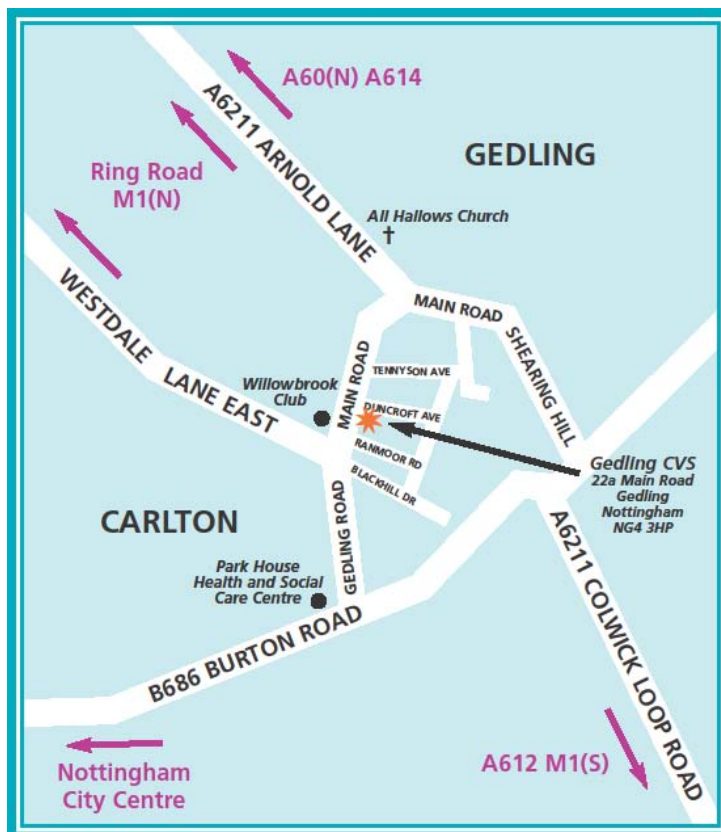 A60(N) A614
A6211 ARNOLD LANE
GEDLING
Ring Road
M1(N)
All Hallows Church
MAIN ROAD
WESTDALE LANE EAST
SHEARING HILL
MAIN ROAD
TENNYSON AVE
Willowbrook
Club
DUNCROFT AVE
RANMOOR RD
BLACKHILL DR
Gedling CVS
22a Main Road
Gedling
Nottingham
NG4 3HP
CARLTON
GEDLING ROAD
Park House
Health and Social
Care Centre
B686 BURTON ROAD
A6211 COLWICK LOOP ROAD
Nottingham
City Centre
A612 M1(S)